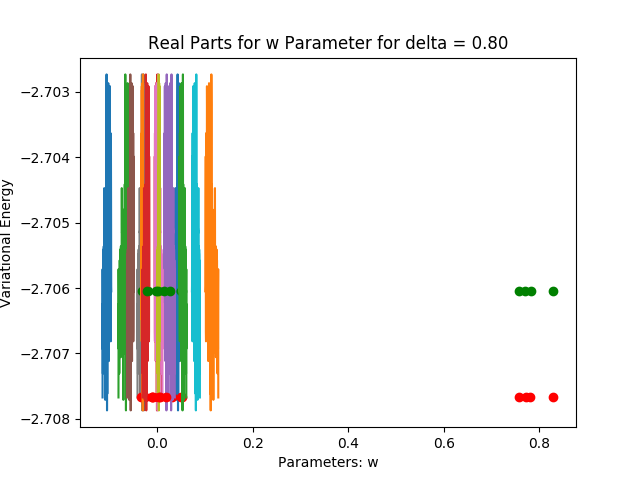 Real Parts for w Parameter for delta = 0.80
Variational Energy
−2.703
−2.704
−2.705
−2.706
−2.707
−2.708
0.0 0.2 0.4 0.6 0.8
Parameters: w